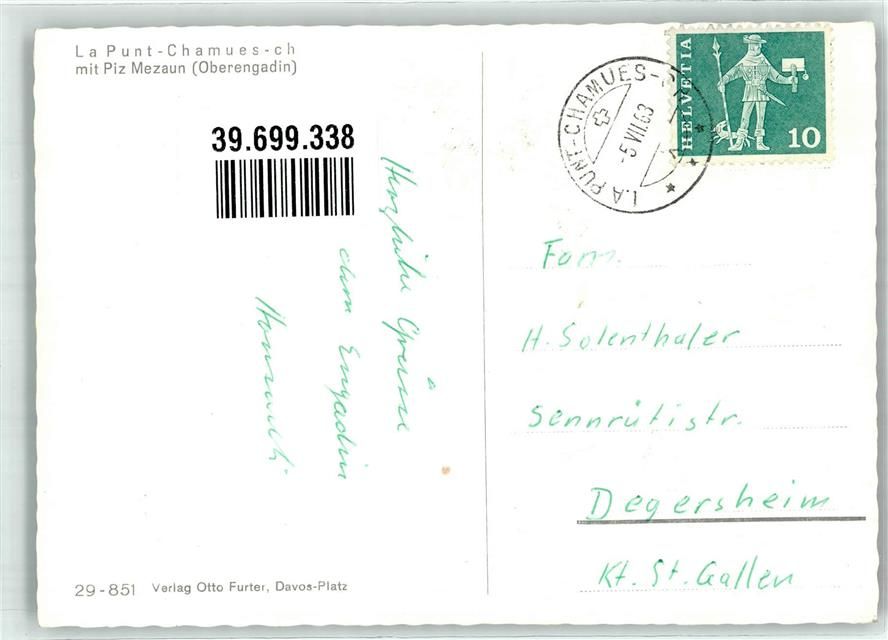 La Punt-Chamues-ch
mit Piz Mezaun (Oberengadin)
39.699.338
Herzliche Grüsse
dem Engadin
LA PUNT-CHAMUES-CH
-5.VII.63
HELVETIA
10
Fam.
H. Solenthaler
Sennrütistr.
Degersheim
Kt. St. Gallen
29-851 Verlag Otto Furter, Davos-Platz